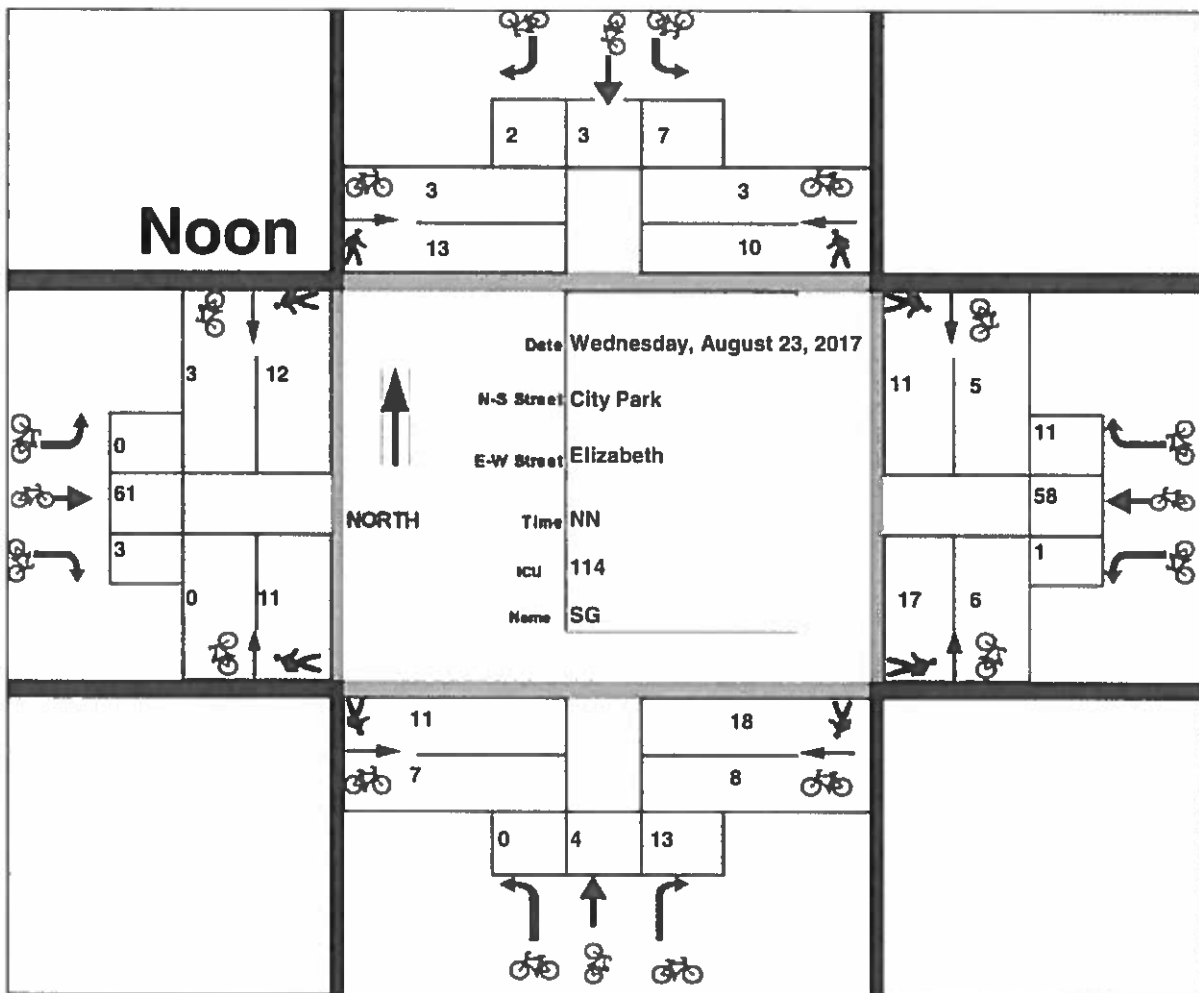 2 3 7
3 3
Noon
13 10
Date Wednesday, August 23, 2017
3 12
11 5
N-S Street City Park
0
11
E-W Street Elizabeth
61
58
NORTH
Time NN
3
1
ICU 114
0 11
17 6
Name SG
11 18
7 8
0 4 13